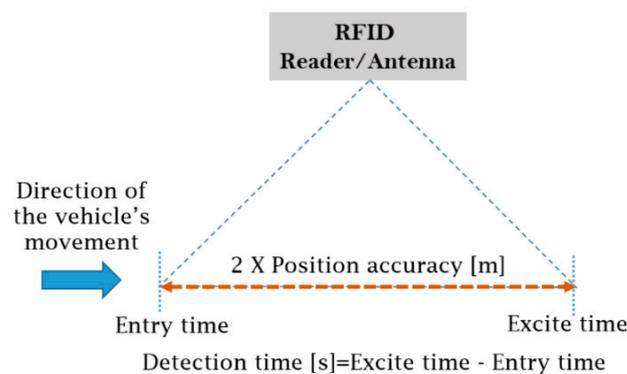 RFID
Reader/Antenna
Direction of
the vehicle's
movement
2 X Position accuracy [m]
Entry time
Excite time
Detection time [s]=Excite time - Entry time